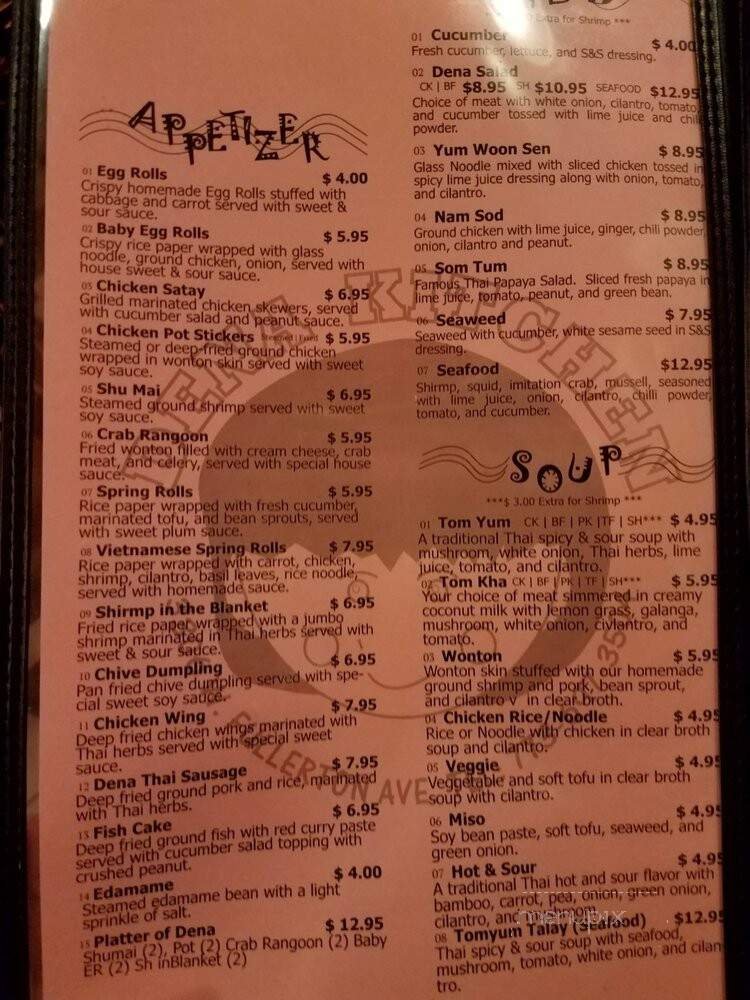 APPETIZER
01 Egg Rolls $ 4.00
Crispy homemade Egg Rolls stuffed with
cabbage and carrot served with sweet &
sour sauce.
02 Baby Egg Rolls $ 5.95
Crispy rice paper wrapped with glass
noodle, ground chicken, onion, served with
house sweet & sour sauce.
03 Chicken Satay $ 6.95
Grilled marinated chicken skewers, served
with cucumber salad and peanut sauce.
04 Chicken Pot Stickers Steamed | Fried $ 5.95
Steamed or deep-fried ground chicken
wrapped in wonton skin served with sweet
soy sauce.
05 Shu Mai $ 6.95
Steamed ground shrimp served with sweet
soy sauce.
06 Crab Rangoon $ 5.95
Fried wonton filled with cream cheese, crab
meat, and celery, served with special house
sauce.
07 Spring Rolls $ 5.95
Rice paper wrapped with fresh cucumber,
marinated tofu, and bean sprouts, served
with sweet plum sauce.
08 Vietnamese Spring Rolls $ 7.95
Rice paper wrapped with carrot, chicken,
shrimp, cilantro, basil leaves, rice noodle,
served with homemade sauce.
09 Shirmp in the Blanket $ 6.95
Fried rice paper wrapped with a jumbo
shrimp marinated in Thai herbs served with
sweet & sour sauce.
10 Chive Dumpling $ 6.95
Pan fried chive dumpling served with spe-
cial sweet soy sauce.
11 Chicken Wing $ 7.95
Deep fried chicken wings marinated with
Thai herbs served with special sweet
sauce.
12 Dena Thai Sausage $ 7.95
Deep fried ground pork and rice, marinated
with Thai herbs.
13 Fish Cake $ 6.95
Deep fried ground fish with red curry paste
served with cucumber salad topping with
crushed peanut.
14 Edamame $ 4.00
Steamed edamame bean with a light
sprinkle of salt.
15 Platter of Dena $ 12.95
Shumai (2), Pot (2) Crab Rangoon (2) Baby
ER (2) Sh inBlanket (2)
Extra for Shrimp ***
01 Cucumber $ 4.00
Fresh cucumber, lettuce, and S&S dressing.
02 Dena Salad
CK | BF $8.95 SH $10.95 SEAFOOD $12.95
Choice of meat with white onion, cilantro, tomato,
and cucumber tossed with lime juice and chili
powder.
03 Yum Woon Sen $ 8.95
Glass Noodle mixed with sliced chicken tossed in
spicy lime juice dressing along with onion, tomato,
and cilantro.
04 Nam Sod $ 8.95
Ground chicken with lime juice, ginger, chili powder,
onion, cilantro and peanut.
05 Som Tum $ 8.95
Famous Thai Papaya Salad. Sliced fresh papaya in
lime juice, tomato, peanut, and green bean.
06 Seaweed $ 7.95
Seaweed with cucumber, white sesame seed in S&S
dressing.
07 Seafood $12.95
Shirmp, squid, imitation crab, mussell, seasoned
with lime juice, onion, cilantro, chilli powder,
tomato, and cucumber.
SOUP
***$ 3.00 Extra for Shrimp ***
01 Tom Yum CK | BF | PK |TF | SH*** $ 4.95
A traditional Thai spicy & sour soup with
mushroom, white onion, Thai herbs, lime
juice, tomato, and cilantro.
02 Tom Kha CK | BF | PK | TF | SH*** $ 5.95
Your choice of meat simmered in creamy
coconut milk with lemon grass, galanga,
mushroom, white onion, civlantro, and
tomato.
03 Wonton $ 5.95
Wonton skin stuffed with our homemade
ground shrimp and pork, bean sprout,
and cilantro v in clear broth.
04 Chicken Rice/Noodle $ 4.95
Rice or Noodle with chicken in clear broth
soup and cilantro.
05 Veggie $ 4.95
Veggetable and soft tofu in clear broth
soup with cilantro.
06 Miso $ 4.95
Soy bean paste, soft tofu, seaweed, and
green onion.
07 Hot & Sour $ 4.95
A traditional Thai hot and sour flavor with
bamboo, carrot, pea, onion, green onion,
cilantro, and mushroom.
08 Tomyum Talay (seafood) $12.95
Thai spicy & sour soup with seafood,
mushroom, tomato, white onion, and cilan
tro.
DENA KITCHEN
FULLERTON AVE
menupix